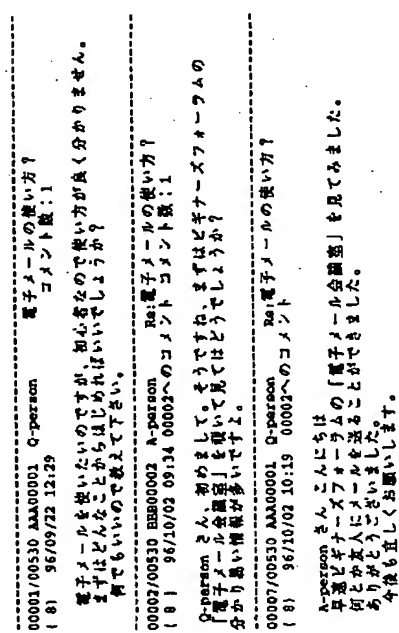 00001/00530 AAA00001 Q-person 電子メールの使い方?
( 8) 96/09/22 12:29 コメント数:1
電子メールを使いたいのですが、初心者なので使い方が良く分かりません。
まずはどんなことからはじめればいいでしょうか?
何でもいいので教えて下さい。
00002/00530 BBB00002 A-person Re:電子メールの使い方?
( 8) 96/10/02 09:34 00002へのコメント コメント数:1
Q-person さん、初めまして。そうですね、まずはビギナーズフォーラムの
「電子メール会議室」を覗いて見てはどうでしょうか?
分かり易い情報が多いですよ。
00007/00530 AAA00001 Q-person Re:電子メールの使い方?
( 8) 96/10/02 10:19 00002へのコメント
A-person さん こんにちは
早速ビギナーズフォーラムの「電子メール会議室」を見てみました。
何とか友人にメールを送ることができました。
ありがとうございました。
今後も宜しくお願いします。